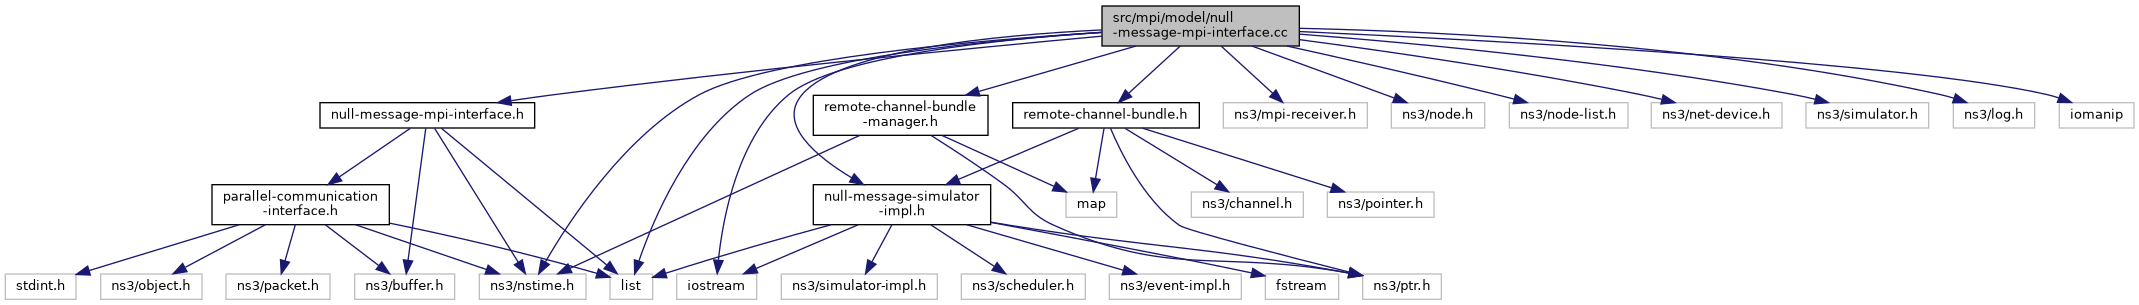 src/mpi/model/null
-message-mpi-interface.cc
null-message-mpi-interface.h
remote-channel-bundle
-manager.h
remote-channel-bundle.h
ns3/mpi-receiver.h
ns3/node.h
ns3/node-list.h
ns3/net-device.h
ns3/simulator.h
ns3/log.h
iomanip
parallel-communication
-interface.h
null-message-simulator
-impl.h
map
ns3/channel.h
ns3/pointer.h
stdint.h
ns3/object.h
ns3/packet.h
ns3/buffer.h
ns3/nstime.h
list
iostream
ns3/simulator-impl.h
ns3/scheduler.h
ns3/event-impl.h
fstream
ns3/ptr.h